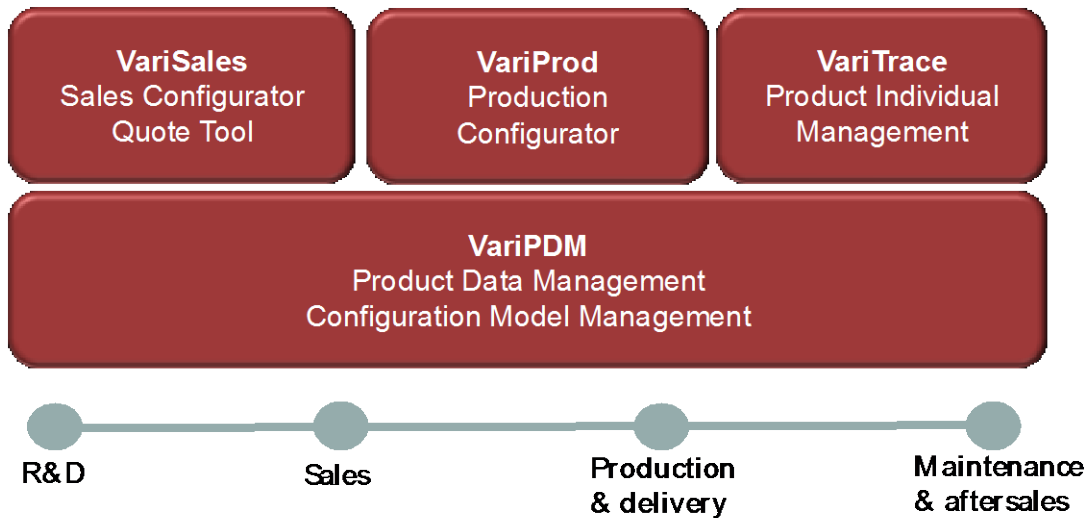 VariSales
Sales Configurator
Quote Tool
VariProd
Production
Configurator
VariTrace
Product Individual
Management
VariPDM
Product Data Management
Configuration Model Management
R&D
Sales
Production
& delivery
Maintenance
& aftersales